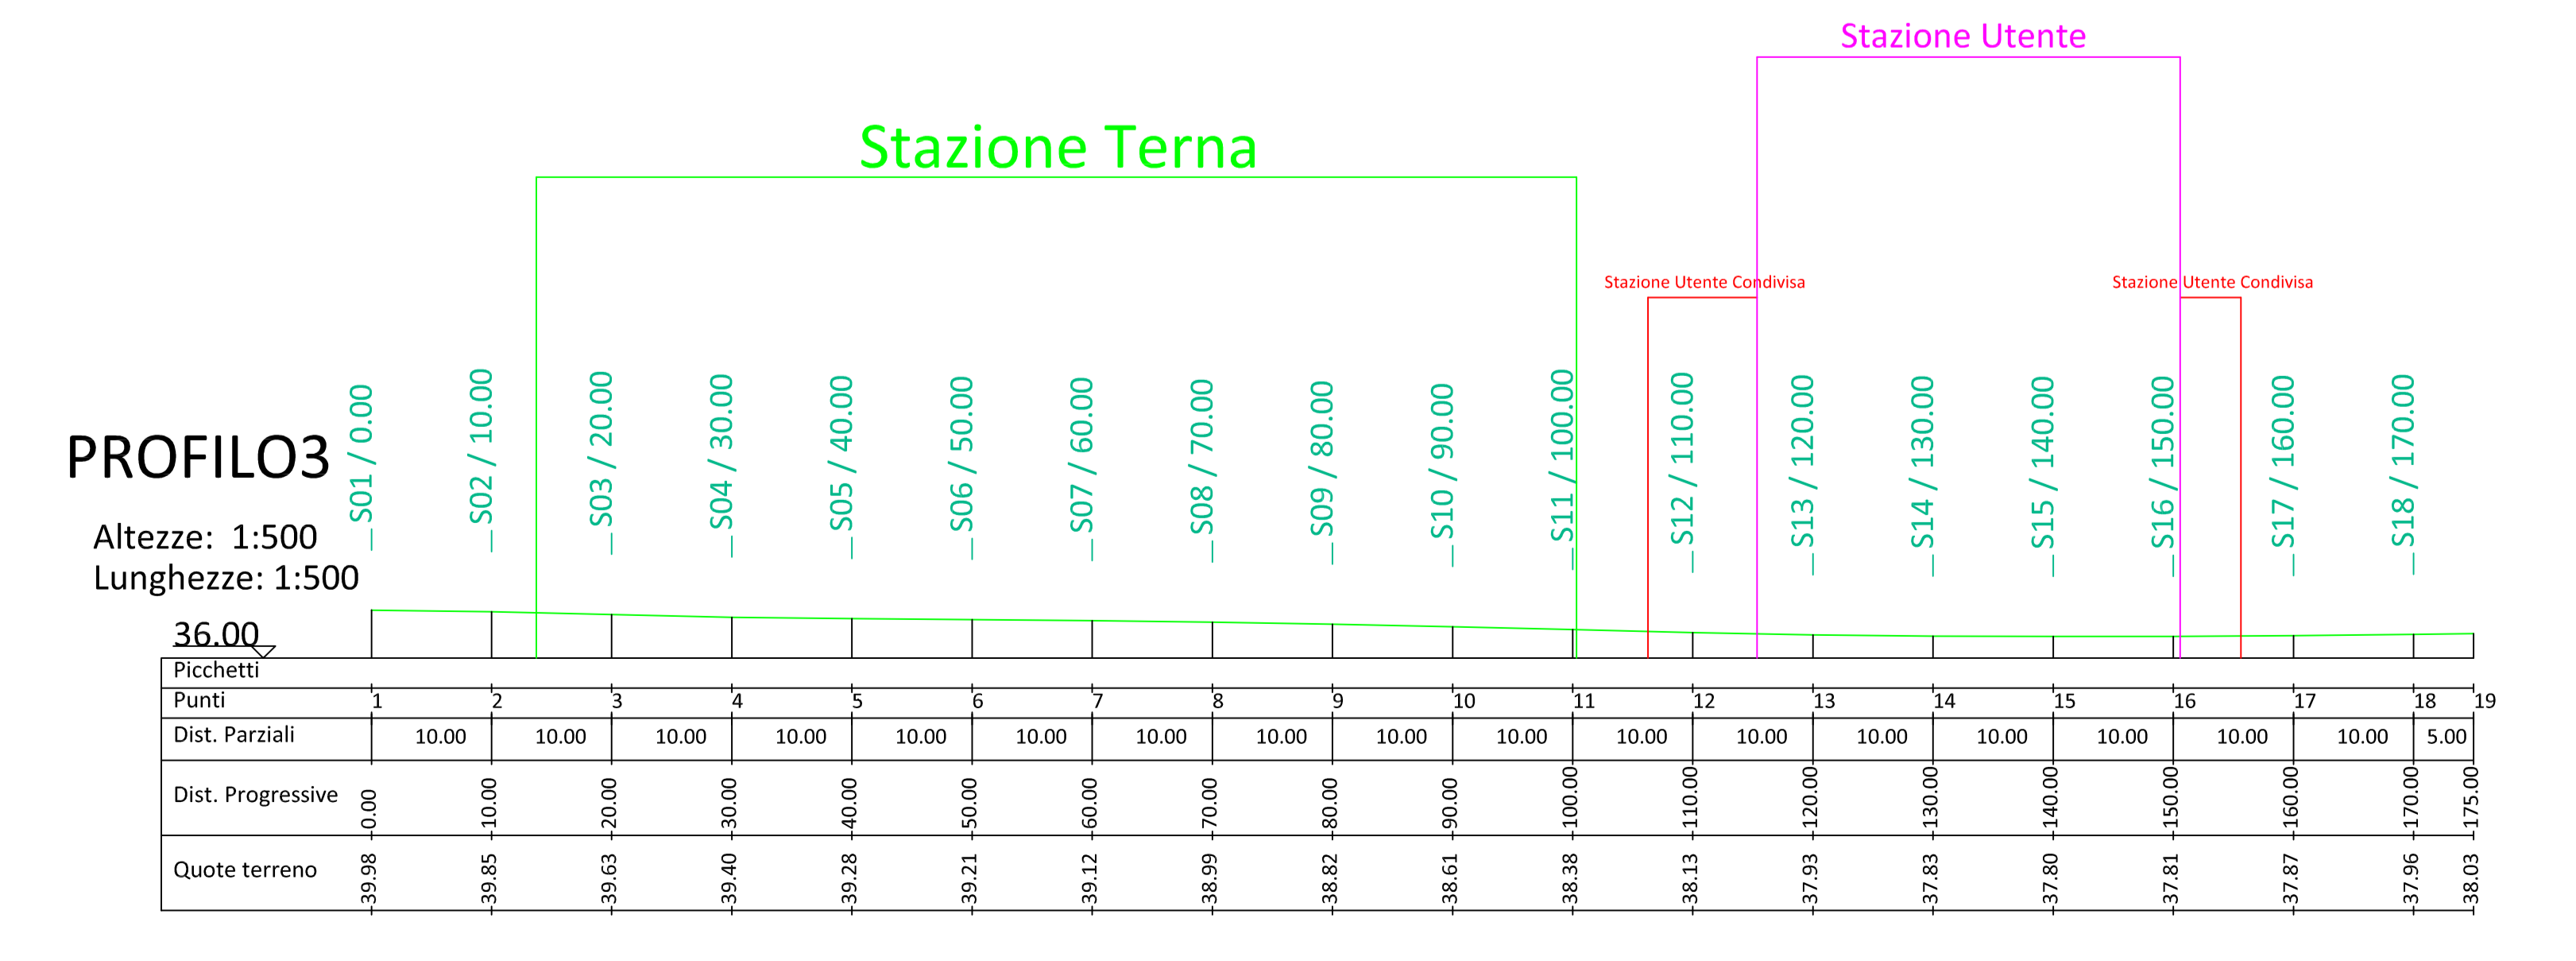 Stazione Utente
Stazione Terna
Stazione Utente Condivisa
Stazione Utente Condivisa
S01 / 0.00
S02 / 10.00
S03 / 20.00
S04 / 30.00
S05 / 40.00
S06 / 50.00
S07 / 60.00
S08 / 70.00
S09 / 80.00
S10 / 90.00
S11 / 100.00
S12 / 110.00
S13 / 120.00
S14 / 130.00
S15 / 140.00
S16 / 150.00
S17 / 160.00
S18 / 170.00
PROFILO3
Altezze: 1:500
Lunghezze: 1:500
36.00
Picchetti
Punti 1 2 3 4 5 6 7 8 9 10 11 12 13 14 15 16 17 18 19
Dist. Parziali 10.00 10.00 10.00 10.00 10.00 10.00 10.00 10.00 10.00 10.00 10.00 10.00 10.00 10.00 10.00 10.00 10.00 5.00
Dist. Progressive 0.00 10.00 20.00 30.00 40.00 50.00 60.00 70.00 80.00 90.00 100.00 110.00 120.00 130.00 140.00 150.00 160.00 170.00 175.00
Quote terreno 39.98 39.85 39.63 39.40 39.28 39.21 39.12 38.99 38.82 38.61 38.38 38.13 37.93 37.83 37.80 37.81 37.87 37.96 38.03